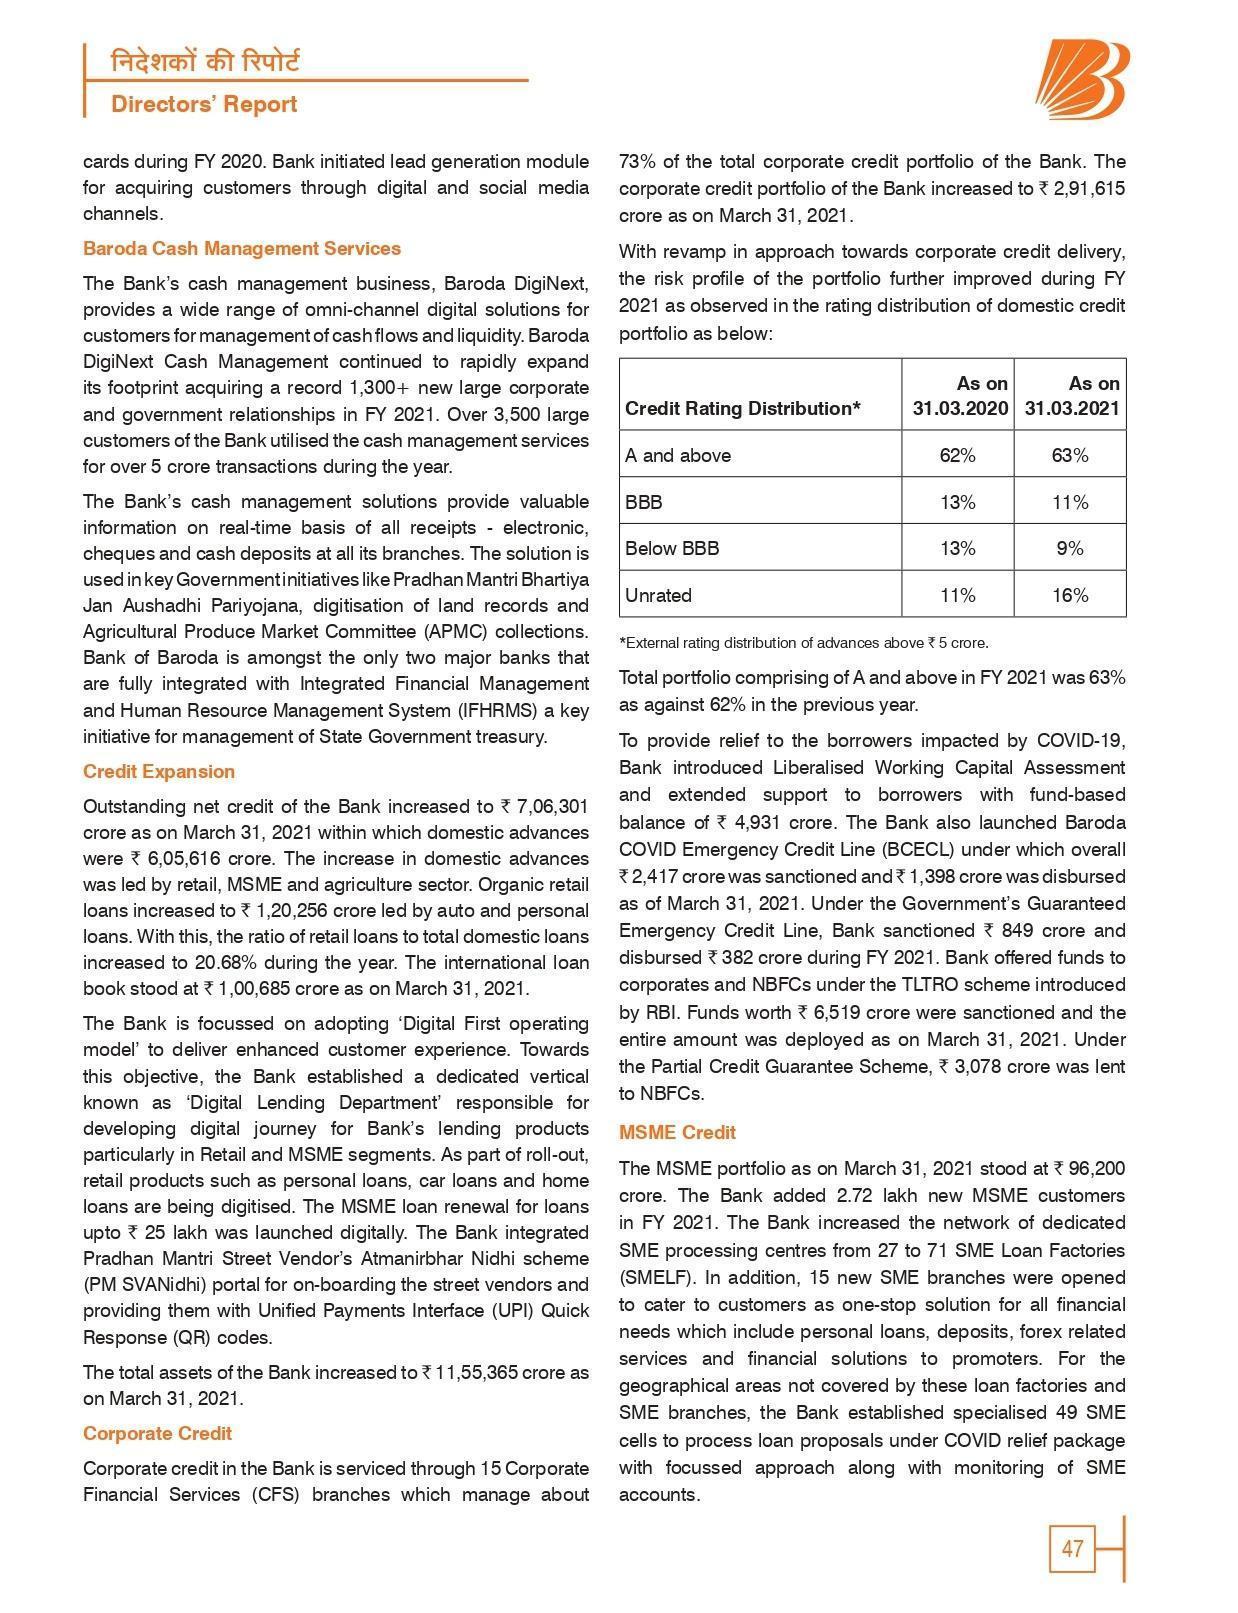 निदेशकों की रिपोर्ट
Directors' Report
cards during FY 2020. Bank initiated lead generation module
for acquiring customers through digital and social media
channels.
Baroda Cash Management Services
The Bank's cash management business, Baroda DigiNext,
provides a wide range of omni-channel digital solutions for
customers for management of cash flows and liquidity. Baroda
DigiNext Cash Management continued to rapidly expand
its footprint acquiring a record 1,300+ new large corporate
and government relationships in FY 2021. Over 3,500 large
customers of the Bank utilised the cash management services
for over 5 crore transactions during the year.
The Bank's cash management solutions provide valuable
information on real-time basis of all receipts - electronic,
cheques and cash deposits at all its branches. The solution is
used in key Government initiatives like Pradhan Mantri Bhartiya
Jan Aushadhi Pariyojana, digitisation of land records and
Agricultural Produce Market Committee (APMC) collections.
Bank of Baroda is amongst the only two major banks that
are fully integrated with Integrated Financial Management
and Human Resource Management System (IFHRMS) a key
initiative for management of State Government treasury.
Credit Expansion
Outstanding net credit of the Bank increased to ₹ 7,06,301
crore as on March 31, 2021 within which domestic advances
were ₹ 6,05,616 crore. The increase in domestic advances
was led by retail, MSME and agriculture sector. Organic retail
loans increased to ₹ 1,20,256 crore led by auto and personal
loans. With this, the ratio of retail loans to total domestic loans
increased to 20.68% during the year. The international loan
book stood at ₹ 1,00,685 crore as on March 31, 2021.
The Bank is focussed on adopting 'Digital First operating
model' to deliver enhanced customer experience. Towards
this objective, the Bank established a dedicated vertical
known as 'Digital Lending Department' responsible for
developing digital journey for Bank's lending products
particularly in Retail and MSME segments. As part of roll-out,
retail products such as personal loans, car loans and home
loans are being digitised. The MSME loan renewal for loans
upto ₹ 25 lakh was launched digitally. The Bank integrated
Pradhan Mantri Street Vendor's Atmanirbhar Nidhi scheme
(PM SVANidhi) portal for on-boarding the street vendors and
providing them with Unified Payments Interface (UPI) Quick
Response (QR) codes.
The total assets of the Bank increased to ₹ 11,55,365 crore as
on March 31, 2021.
Corporate Credit
Corporate credit in the Bank is serviced through 15 Corporate
Financial Services (CFS) branches which manage about
73% of the total corporate credit portfolio of the Bank. The
corporate credit portfolio of the Bank increased to ₹ 2,91,615
crore as on March 31, 2021.
With revamp in approach towards corporate credit delivery,
the risk profile of the portfolio further improved during FY
2021 as observed in the rating distribution of domestic credit
portfolio as below:
As on As on
Credit Rating Distribution* 31.03.2020 31.03.2021
A and above 62% 63%
BBB 13% 11%
Below BBB 13% 9%
Unrated 11% 16%
*External rating distribution of advances above ₹ 5 crore.
Total portfolio comprising of A and above in FY 2021 was 63%
as against 62% in the previous year.
To provide relief to the borrowers impacted by COVID-19,
Bank introduced Liberalised Working Capital Assessment
and extended support to borrowers with fund-based
balance of ₹ 4,931 crore. The Bank also launched Baroda
COVID Emergency Credit Line (BCECL) under which overall
₹ 2,417 crore was sanctioned and ₹ 1,398 crore was disbursed
as of March 31, 2021. Under the Government's Guaranteed
Emergency Credit Line, Bank sanctioned ₹ 849 crore and
disbursed ₹ 382 crore during FY 2021. Bank offered funds to
corporates and NBFCs under the TLTRO scheme introduced
by RBI. Funds worth ₹ 6,519 crore were sanctioned and the
entire amount was deployed as on March 31, 2021. Under
the Partial Credit Guarantee Scheme, ₹ 3,078 crore was lent
to NBFCs.
MSME Credit
The MSME portfolio as on March 31, 2021 stood at ₹ 96,200
crore. The Bank added 2.72 lakh new MSME customers
in FY 2021. The Bank increased the network of dedicated
SME processing centres from 27 to 71 SME Loan Factories
(SMELF). In addition, 15 new SME branches were opened
to cater to customers as one-stop solution for all financial
needs which include personal loans, deposits, forex related
services and financial solutions to promoters. For the
geographical areas not covered by these loan factories and
SME branches, the Bank established specialised 49 SME
cells to process loan proposals under COVID relief package
with focussed approach along with monitoring of SME
accounts.
47